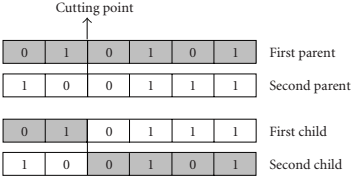 Cutting point
0 1 0 1 0 1 First parent
1 0 0 1 1 1 Second parent
0 1 0 1 1 1 First child
1 0 0 1 0 1 Second child